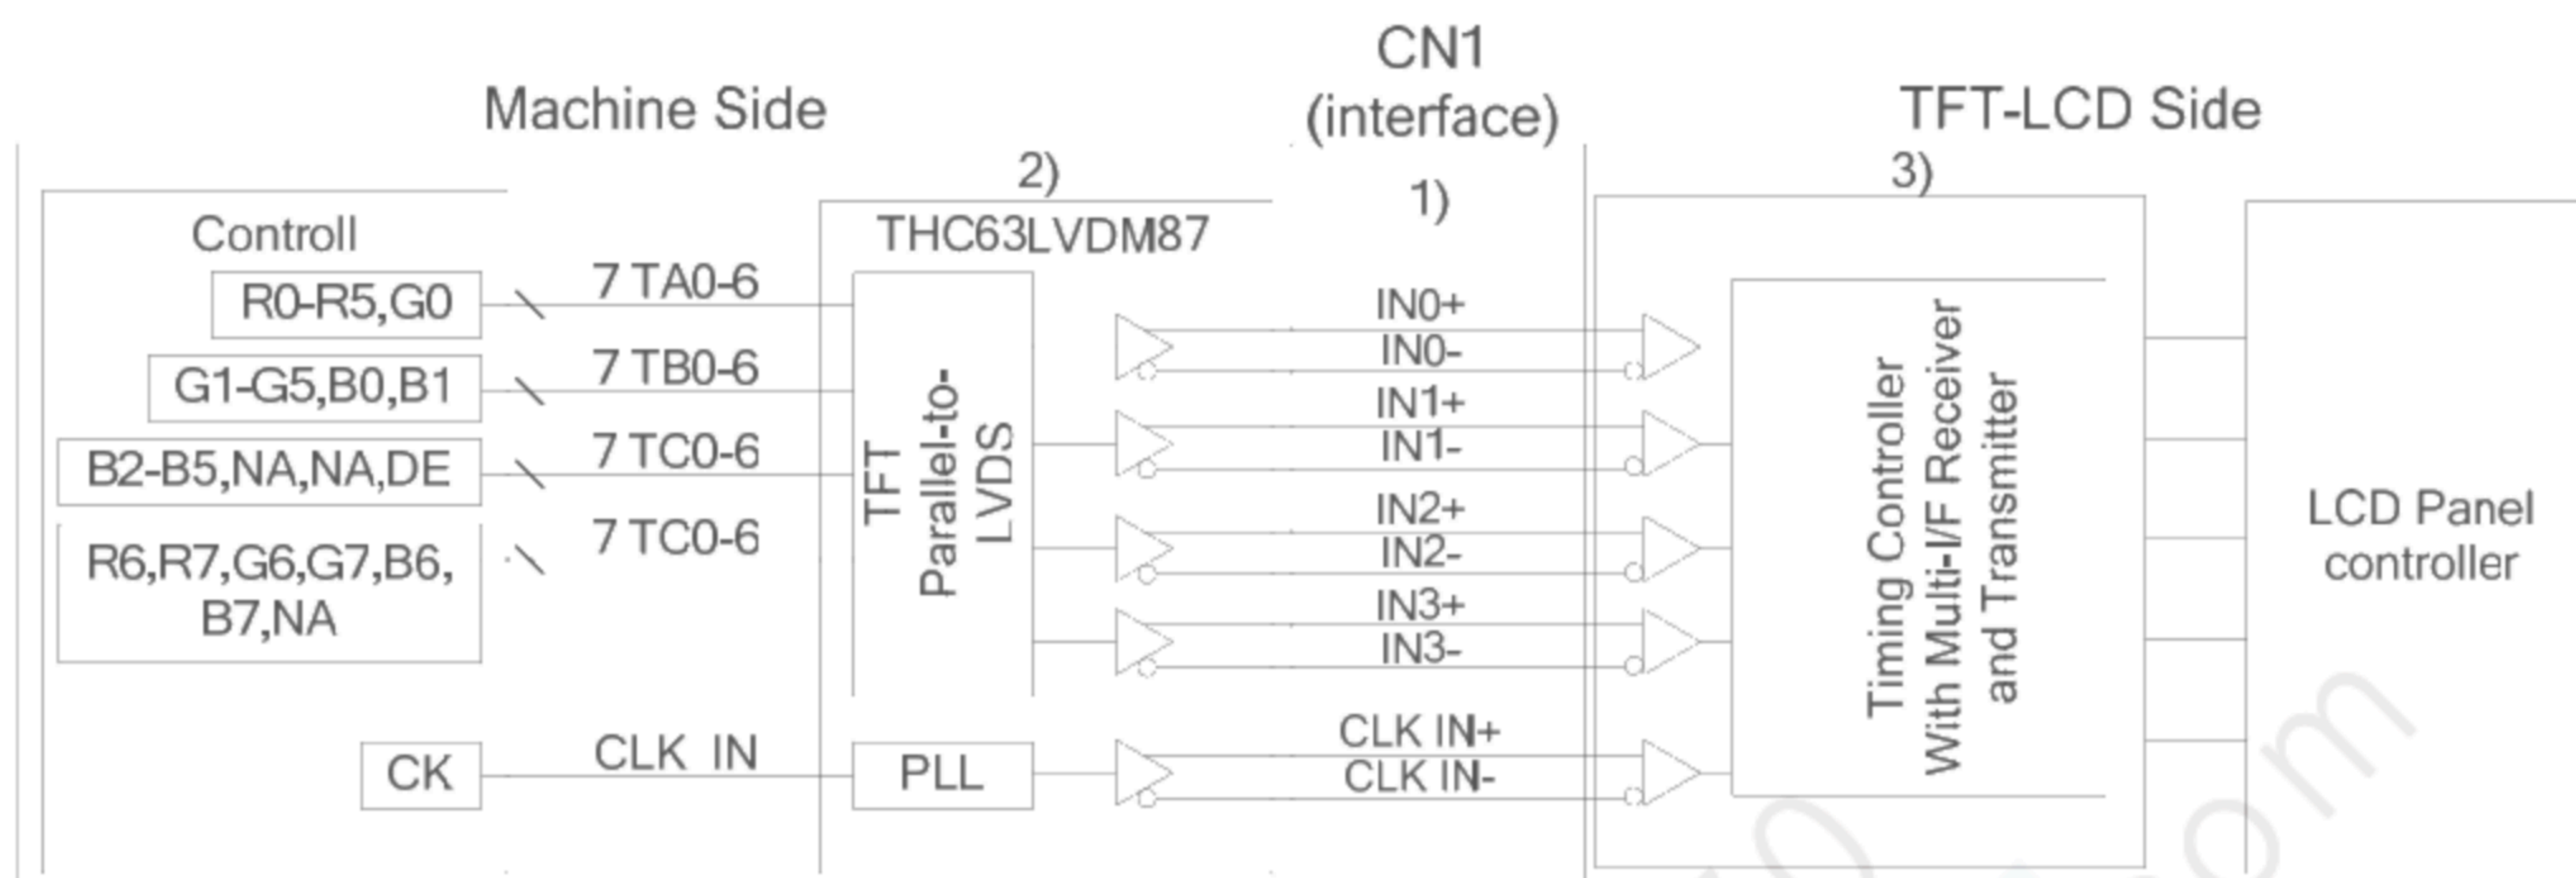 CN1
(interface)
1)
Machine Side
TFT-LCD Side
2)
3)
Controll
THC63LVDM87
R0-R5,G0
7 TA0-6
G1-G5,B0,B1
7 TB0-6
B2-B5,NA,NA,DE
7 TC0-6
R6,R7,G6,G7,B6,
B7,NA
7 TC0-6
CK
CLK IN
TFT
Parallel-to-
LVDS
PLL
IN0+
IN0-
IN1+
IN1-
IN2+
IN2-
IN3+
IN3-
CLK IN+
CLK IN-
Timing Controller
With Multi-I/F Receiver
and Transmitter
LCD Panel
controller